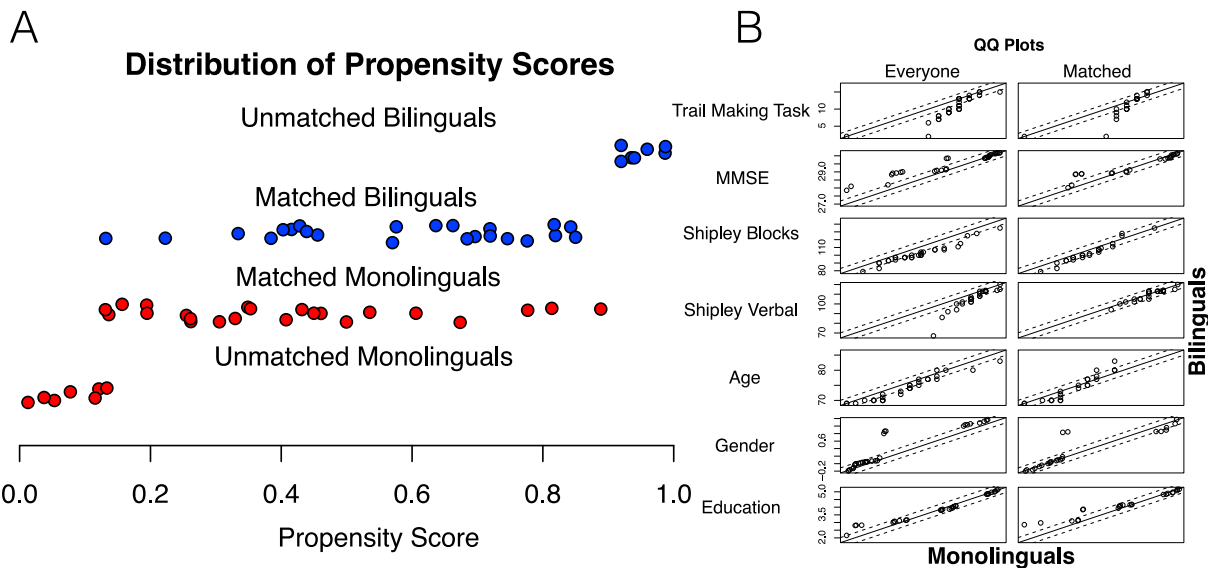 A
Distribution of Propensity Scores
Unmatched Bilinguals
Matched Bilinguals
Matched Monolinguals
Unmatched Monolinguals
0.0 0.2 0.4 0.6 0.8 1.0
Propensity Score
B
QQ Plots
Everyone Matched
Trail Making Task
5 10
MMSE
27.0 29.0
Shipley Blocks
80 110
Shipley Verbal
70 100
Age
70 80
Gender
-0.2 0.6
Education
2.0 3.5 5.0
Bilinguals
Monolinguals